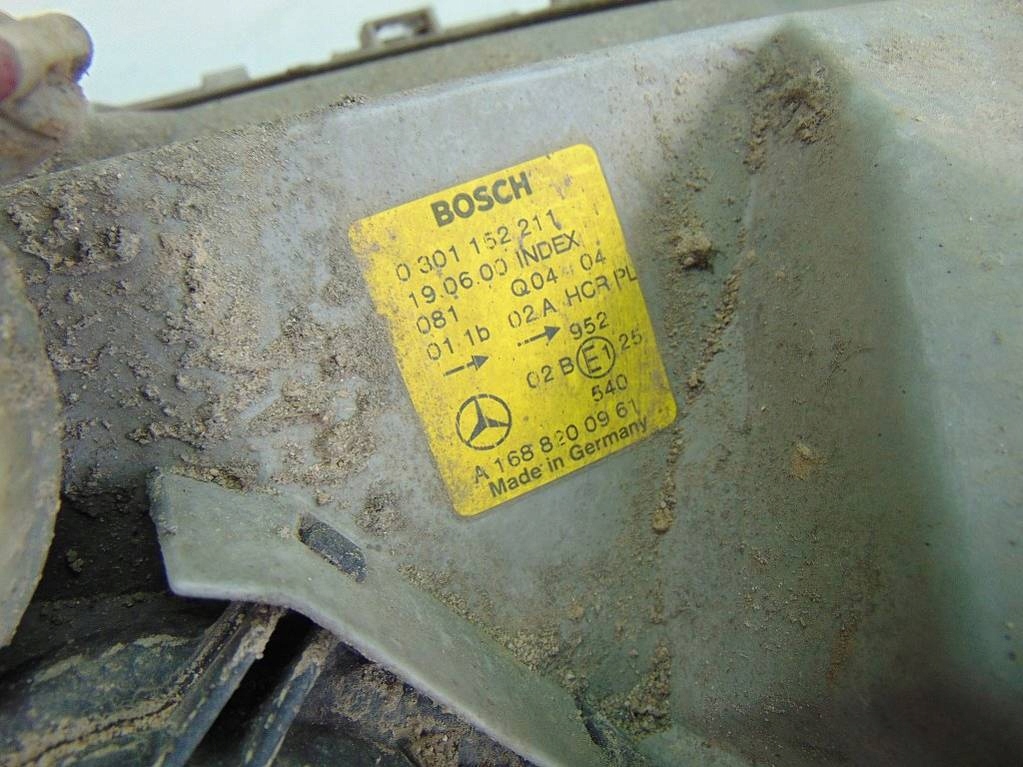 BOSCH
0 301 152 211
19.06.00 INDEX
081 Q04 04
01 1b 02 A HCR PL
952
02 B E1 25
540
A 168 820 09 61
Made in Germany